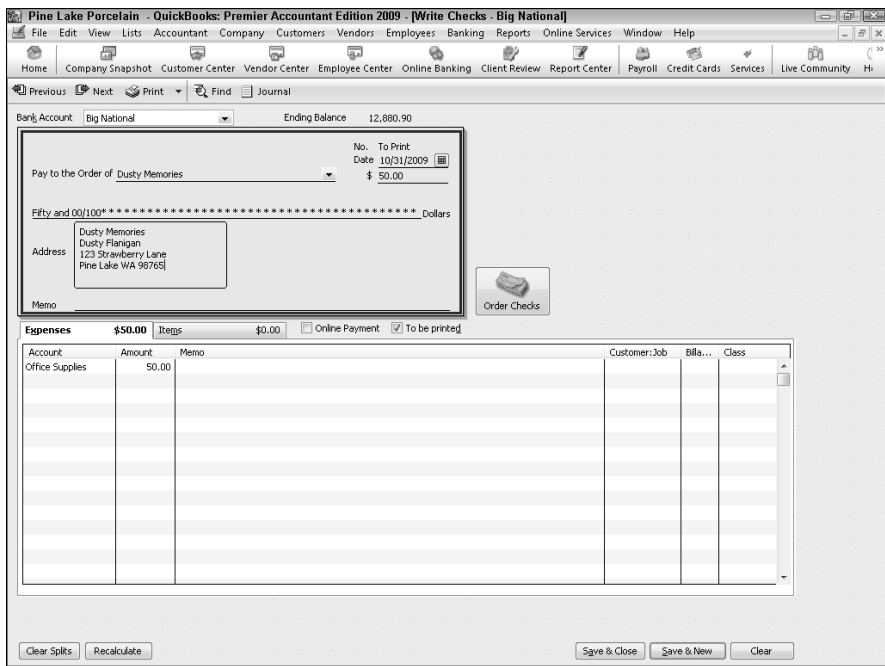 Pine Lake Porcelain - QuickBooks: Premier Accountant Edition 2009 - [Write Checks - Big National]
File Edit View Lists Accountant Company Customers Vendors Employees Banking Reports Online Services Window Help
Home Company Snapshot Customer Center Vendor Center Employee Center Online Banking Client Review Report Center Payroll Credit Cards Services Live Community
Previous Next Print Find Journal
Bank Account Big National Ending Balance 12,880.90
No. To Print
Date 10/31/2009
Pay to the Order of Dusty Memories $ 50.00
Fifty and 00/100* * * * * * * * * * * * * * * * * * * * * * * * * * * * * * * * * * * * * * * * * Dollars
Dusty Memories
Dusty Flanigan
Address 123 Strawberry Lane
Pine Lake WA 98765
Memo
Order Checks
Expenses $50.00 Items $0.00 Online Payment To be printed
Account Amount Memo Customer:Job Billa... Class
Office Supplies 50.00
Clear Splits Recalculate Save & Close Save & New Clear